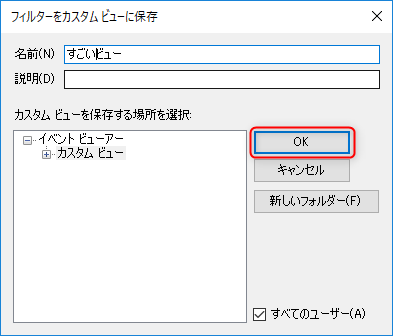 フィルターをカスタム ビューに保存
名前(N)
すごいビュー
説明(D)
カスタム ビューを保存する場所を選択:
イベント ビューアー
カスタム ビュー
OK
キャンセル
新しいフォルダー(F)
すべてのユーザー(A)